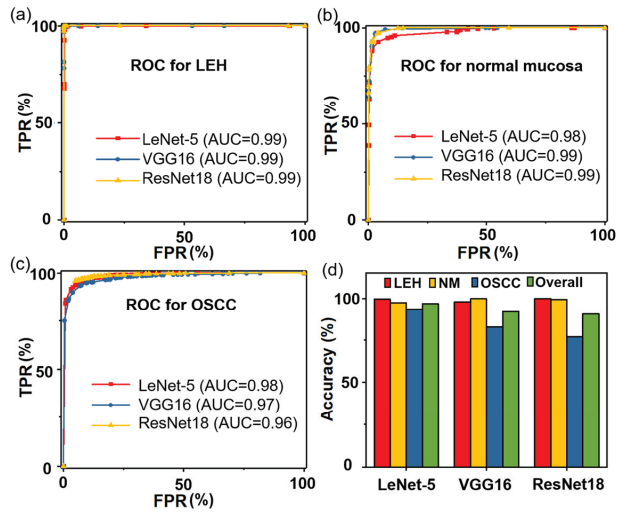 (a)
100
ROC for LEH
TPR (%)
50
LeNet-5 (AUC=0.99)
VGG16 (AUC=0.99)
ResNet18 (AUC=0.99)
0
0 50 100
FPR (%)
(b)
100
ROC for normal mucosa
TPR (%)
50
LeNet-5 (AUC=0.98)
VGG16 (AUC=0.99)
ResNet18 (AUC=0.99)
0
0 50 100
FPR (%)
(c)
100
ROC for OSCC
TPR (%)
50
LeNet-5 (AUC=0.98)
VGG16 (AUC=0.97)
ResNet18 (AUC=0.96)
0
0 50 100
FPR (%)
(d)
LEH NM OSCC Overall
100
Accuracy (%)
50
0
LeNet-5 VGG16 ResNet18